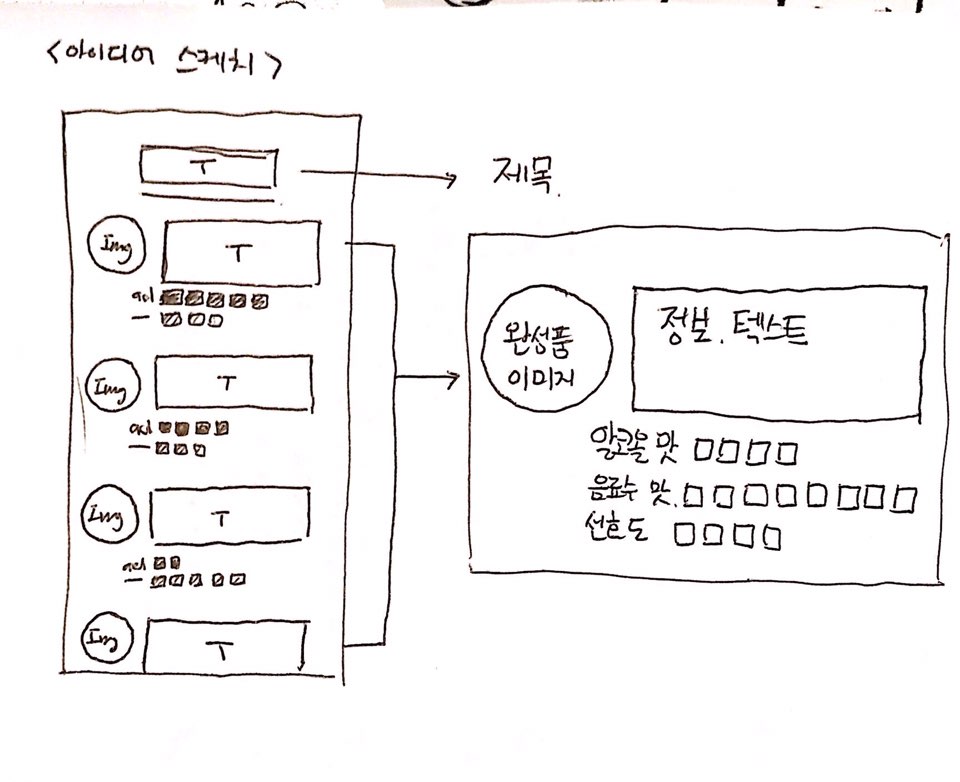 <아이디어 스케치>
T
제목.
Img T
Img T
Img T
Img T
완성품
이미지
정보. 텍스트
알코올 맛
음료수 맛.
선호도